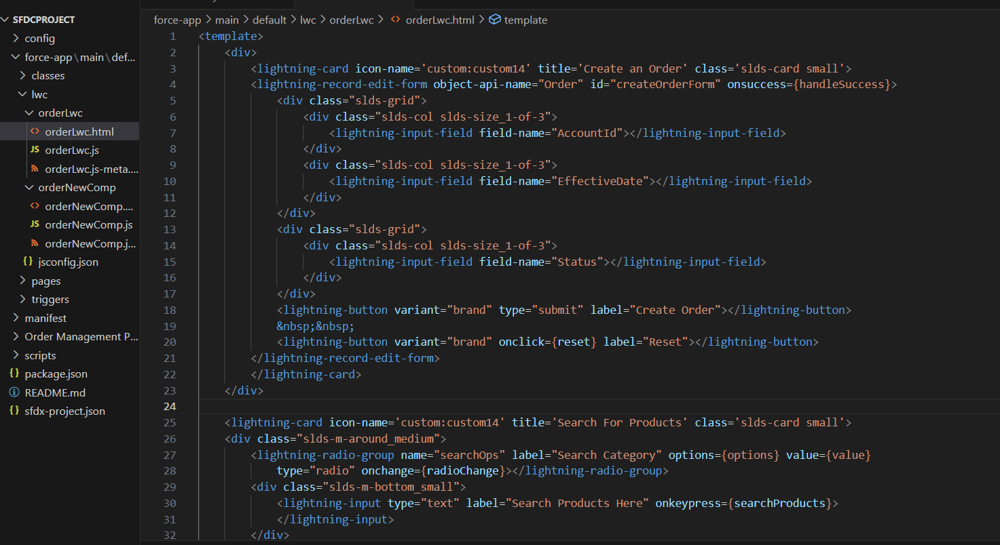 SFDCPROJECT
config
force-app\main\def...
classes
lwc
orderLwc
orderLwc.html
JS orderLwc.js
orderLwc.js-meta....
orderNewComp
orderNewComp....
JS orderNewComp.js
orderNewComp.j...
{} jsconfig.json
pages
triggers
manifest
Order Management P...
scripts
{} package.json
README.md
{} sfdx-project.json
force-app > main > default > lwc > orderLwc > <> orderLwc.html > template
1 <template>
2 <div>
3 <lightning-card icon-name='custom:custom14' title='Create an Order' class='slds-card small'>
4 <lightning-record-edit-form object-api-name="Order" id="createOrderForm" onsuccess={handleSuccess}>
5 <div class="slds-grid">
6 <div class="slds-col slds-size_1-of-3">
7 <lightning-input-field field-name="AccountId"></lightning-input-field>
8 </div>
9 <div class="slds-col slds-size_1-of-3">
10 <lightning-input-field field-name="EffectiveDate"></lightning-input-field>
11 </div>
12 </div>
13 <div class="slds-grid">
14 <div class="slds-col slds-size_1-of-3">
15 <lightning-input-field field-name="Status"></lightning-input-field>
16 </div>
17 </div>
18 <lightning-button variant="brand" type="submit" label="Create Order"></lightning-button>
19 &nbsp;&nbsp;
20 <lightning-button variant="brand" onclick={reset} label="Reset"></lightning-button>
21 </lightning-record-edit-form>
22 </lightning-card>
23 </div>
24
25 <lightning-card icon-name='custom:custom14' title='Search For Products' class='slds-card small'>
26 <div class="slds-m-around_medium">
27 <lightning-radio-group name="searchOps" label="Search Category" options={options} value={value}
28 type="radio" onchange={radioChange}></lightning-radio-group>
29 <div class="slds-m-bottom_small">
30 <lightning-input type="text" label="Search Products Here" onkeypress={searchProducts}>
31 </lightning-input>
32 </div>